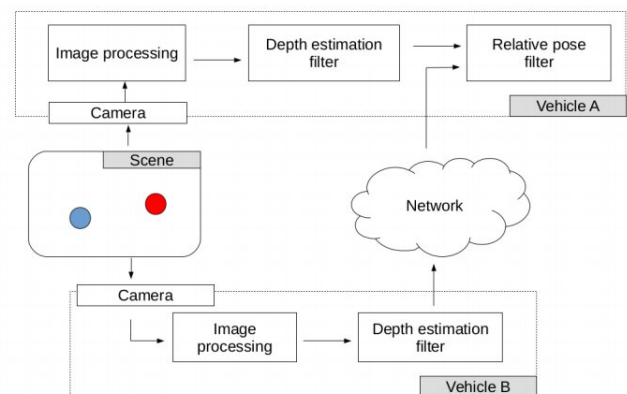 Image processing
Depth estimation
filter
Relative pose
filter
Vehicle A
Camera
Scene
Network
Camera
Image
processing
Depth estimation
filter
Vehicle B